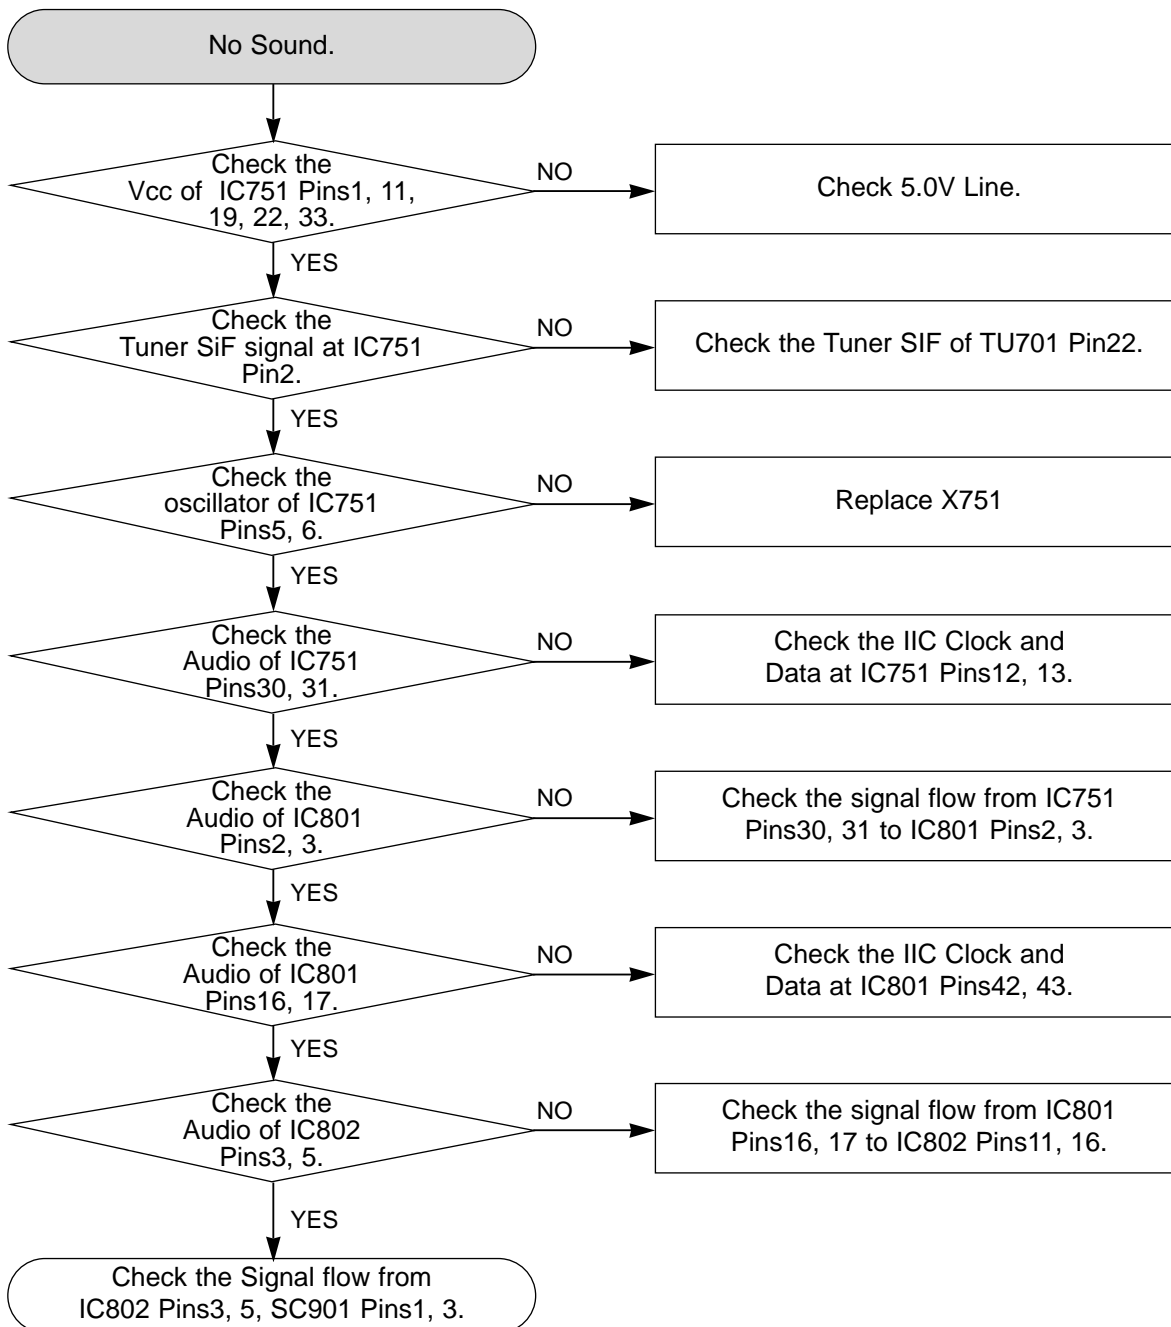 No Sound.
Check the
Vcc of IC751 Pins1, 11,
19, 22, 33.
NO
Check 5.0V Line.
YES
Check the
Tuner SiF signal at IC751
Pin2.
NO
Check the Tuner SIF of TU701 Pin22.
YES
Check the
oscillator of IC751
Pins5, 6.
NO
Replace X751
YES
Check the
Audio of IC751
Pins30, 31.
NO
Check the IIC Clock and
Data at IC751 Pins12, 13.
YES
Check the
Audio of IC801
Pins2, 3.
NO
Check the signal flow from IC751
Pins30, 31 to IC801 Pins2, 3.
YES
Check the
Audio of IC801
Pins16, 17.
NO
Check the IIC Clock and
Data at IC801 Pins42, 43.
YES
Check the
Audio of IC802
Pins3, 5.
NO
Check the signal flow from IC801
Pins16, 17 to IC802 Pins11, 16.
YES
Check the Signal flow from
IC802 Pins3, 5, SC901 Pins1, 3.